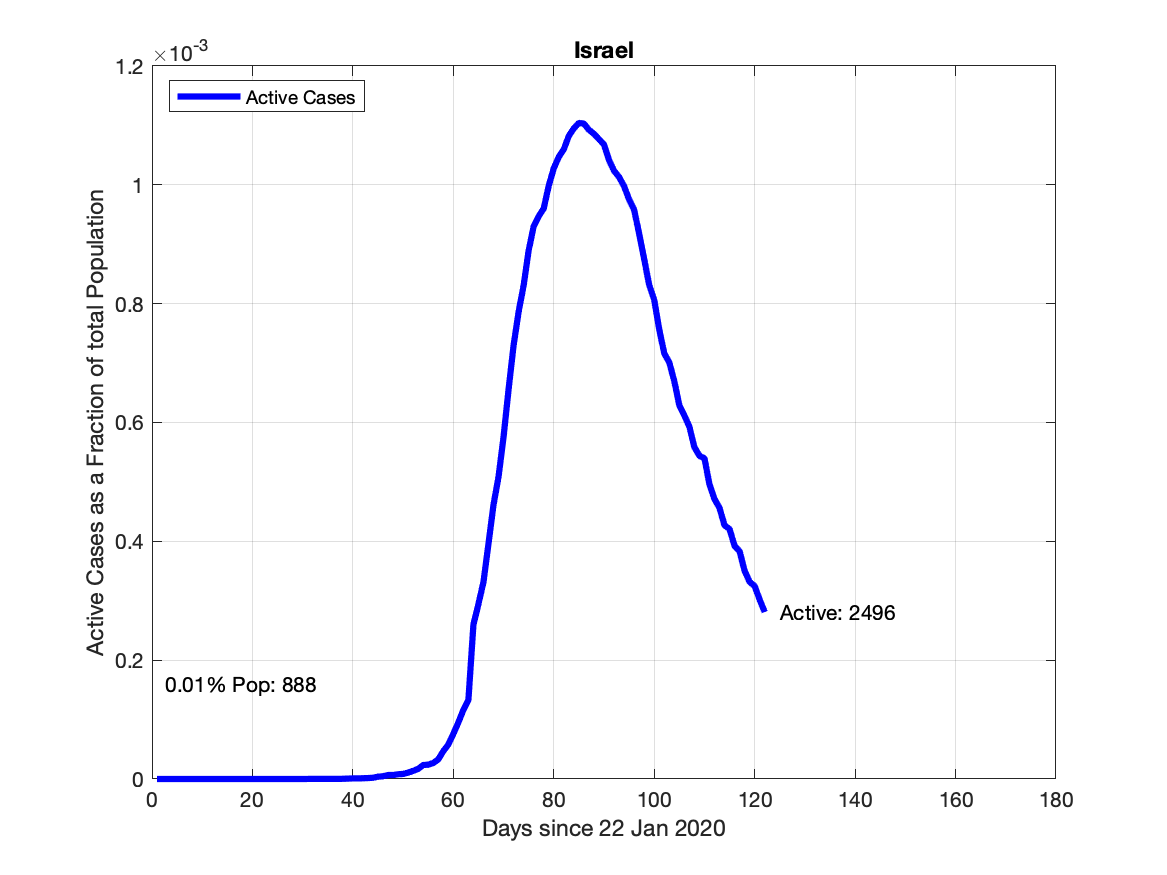 Israel
×10-3
Active Cases
1.2
1
0.8
0.6
0.4
0.2
0
Active Cases as a Fraction of total Population
Active: 2496
0.01% Pop: 888
0 20 40 60 80 100 120 140 160 180
Days since 22 Jan 2020